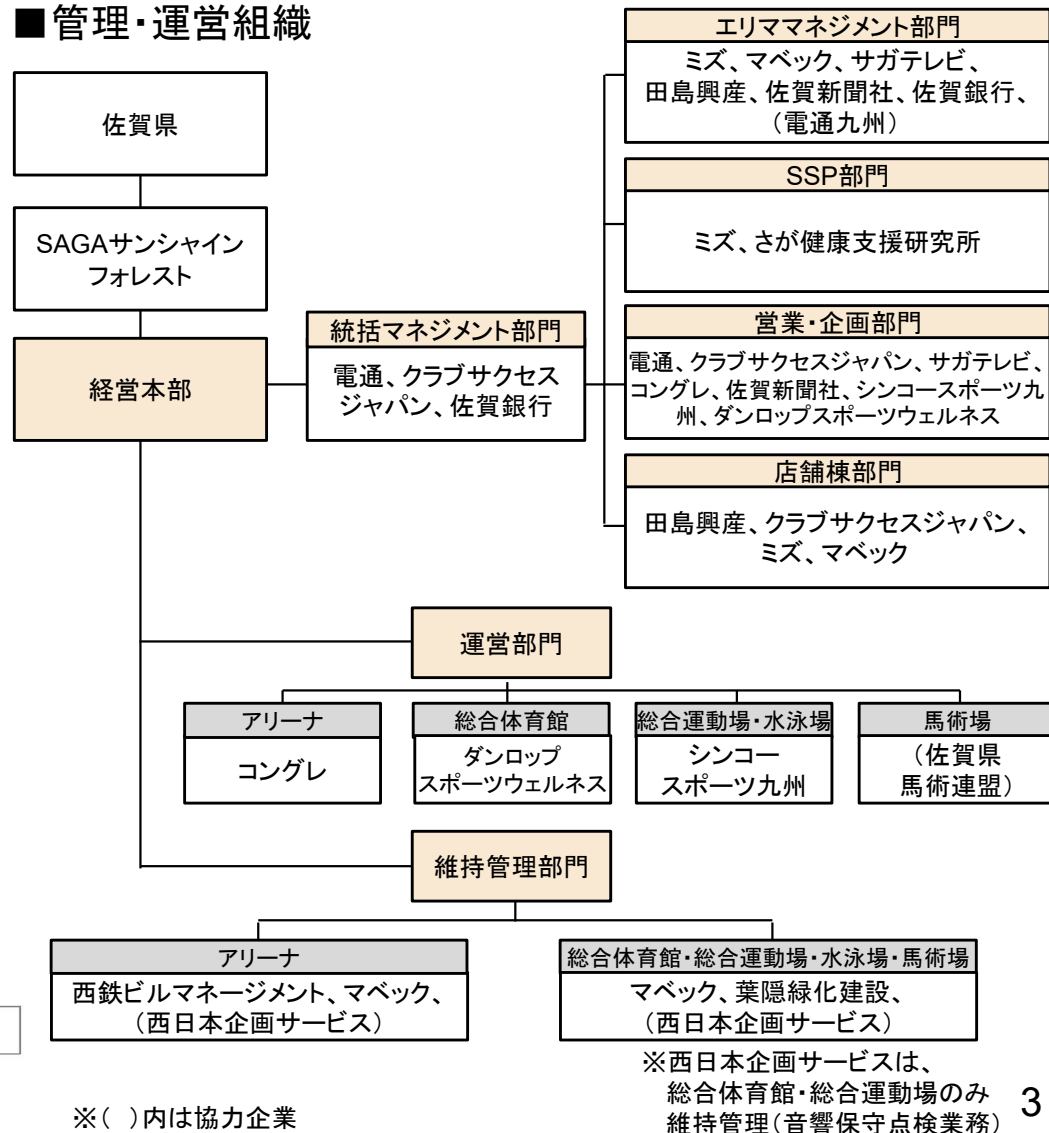 ■管理・運営組織
佐賀県
SAGAサンシャイン
フォレスト
経営本部
統括マネジメント部門
電通、クラブサクセス
ジャパン、佐賀銀行
エリママネジメント部門
ミズ、マベック、サガテレビ、
田島興産、佐賀新聞社、佐賀銀行、
（電通九州）
SSP部門
ミズ、さが健康支援研究所
営業・企画部門
電通、クラブサクセスジャパン、サガテレビ、
コングレ、佐賀新聞社、シンコースポーツ九
州、ダンロップスポーツウェルネス
店舗棟部門
田島興産、クラブサクセスジャパン、
ミズ、マベック
運営部門
アリーナ
コングレ
総合体育館
ダンロップ
スポーツウェルネス
総合運動場・水泳場
シンコー
スポーツ九州
馬術場
（佐賀県
馬術連盟）
維持管理部門
アリーナ
西鉄ビルマネージメント、マベック、
（西日本企画サービス）
総合体育館・総合運動場・水泳場・馬術場
マベック、葉隠緑化建設、
（西日本企画サービス）
※西日本企画サービスは、
総合体育館・総合運動場のみ
維持管理（音響保守点検業務）
※（　）内は協力企業
3